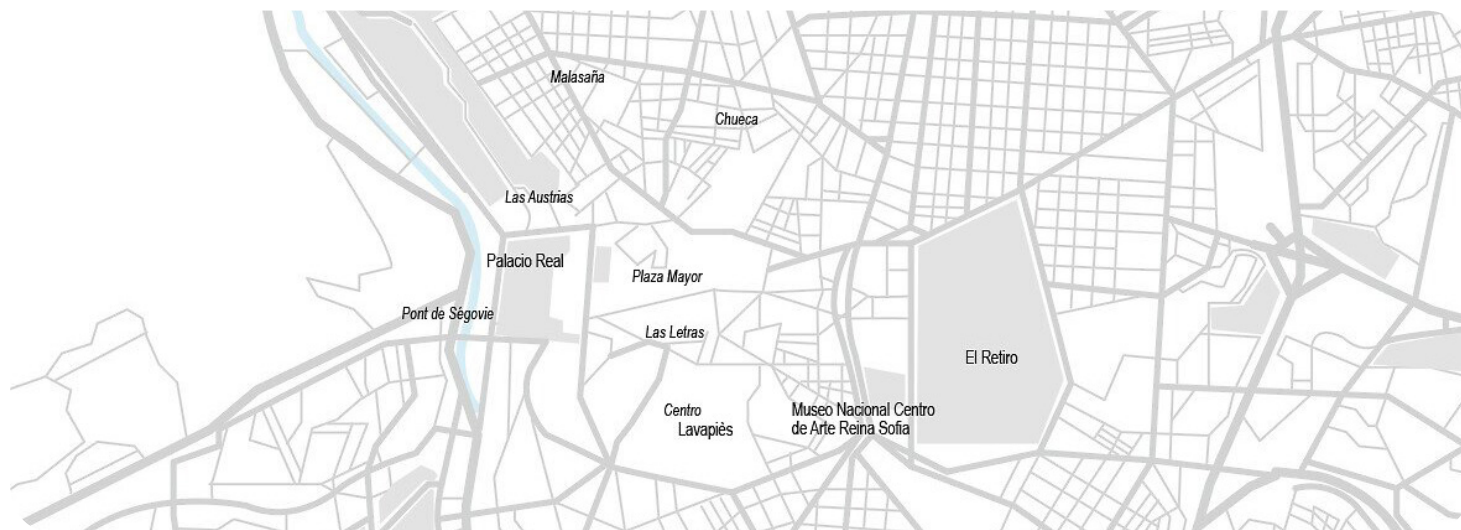 Malasaña
Chueca
Las Austrias
Palacio Real
Plaza Mayor
Pont de Ségovie
Las Letras
El Retiro
Centro
Lavapiès
Museo Nacional Centro
de Arte Reina Sofia